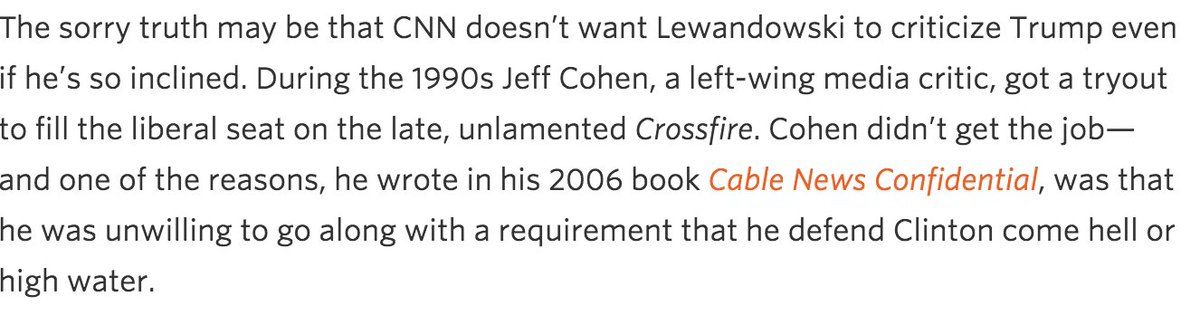 The sorry truth may be that CNN doesn’t want Lewandowski to criticize Trump even
if he’s so inclined. During the 1990s Jeff Cohen, a left-wing media critic, got a tryout
to fill the liberal seat on the late, unlamented Crossfire. Cohen didn’t get the job—
and one of the reasons, he wrote in his 2006 book Cable News Confidential, was that
he was unwilling to go along with a requirement that he defend Clinton come hell or
high water.